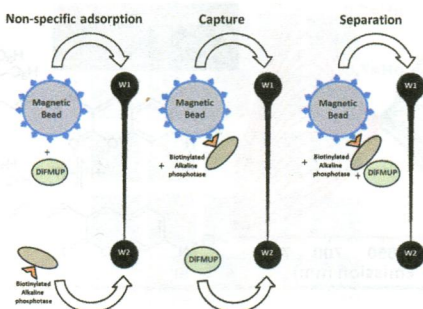 Non-specific adsorption
Magnetic
Bead
+
DIFMUP
Biotinylated
Alkaline
phosphotase
W1
W2
Capture
Magnetic
Bead
+
Biotinylated
Alkaline
phosphotase
DIFMUP
W1
W2
Separation
Magnetic
Bead
+
Biotinylated
Alkaline
phosphotase
+
DIFMUP
W1
W2